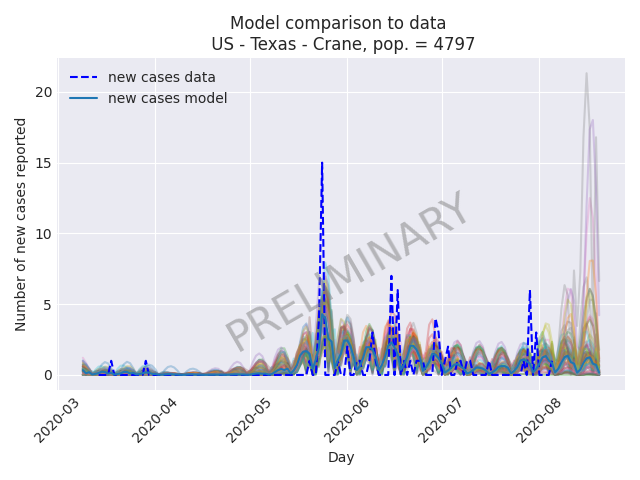 Model comparison to data
US - Texas - Crane, pop. = 4797
new cases data
new cases model
Number of new cases reported
20
15
10
5
0
PRELIMINARY
2020-03
2020-04
2020-05
2020-06
2020-07
2020-08
Day